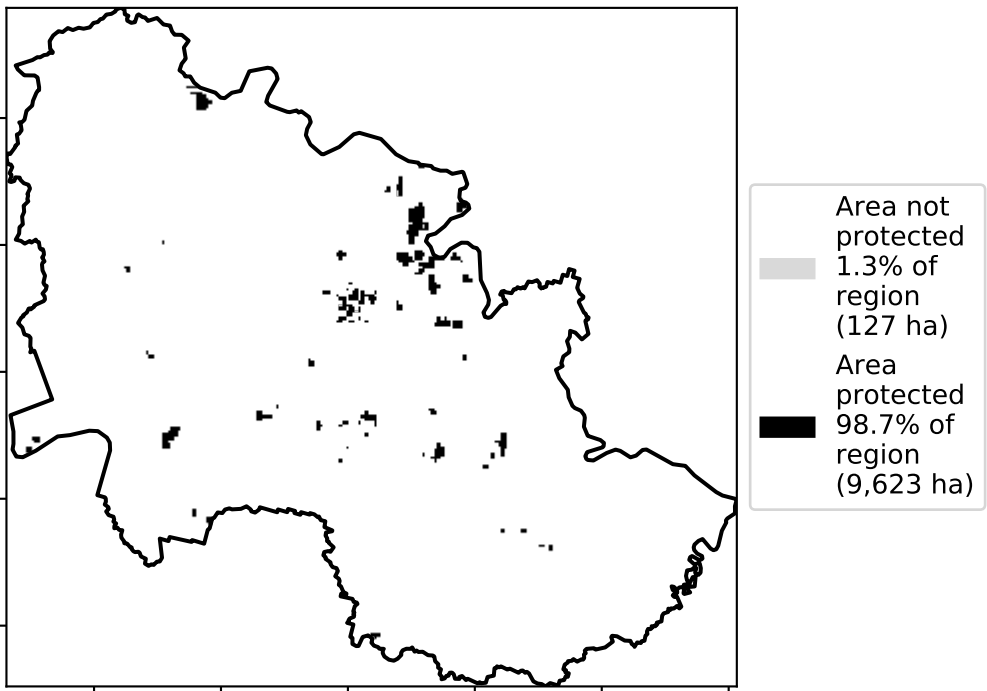 Area not
protected
1.3% of
region
(127 ha)
Area
protected
98.7% of
region
(9,623 ha)